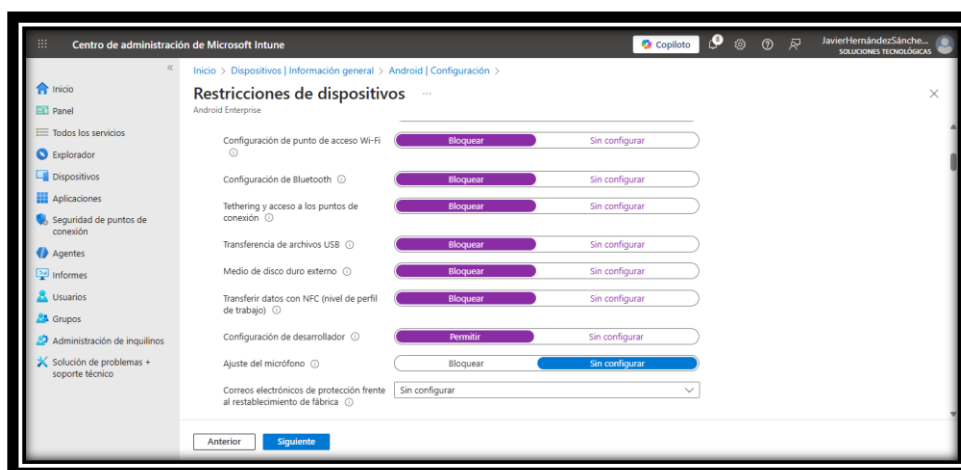 Centro de administración de Microsoft Intune
Copiloto
8
JavierHernándezSánche...
SOLUCIONES TECNOLÓGICAS
Inicio
Panel
Todos los servicios
Explorador
Dispositivos
Aplicaciones
Seguridad de puntos de
conexión
Agentes
Informes
Usuarios
Grupos
Administración de inquilinos
Solución de problemas +
soporte técnico
Inicio > Dispositivos | Información general > Android | Configuración >
Restricciones de dispositivos ...
Android Enterprise
Configuración de punto de acceso Wi-Fi
Bloquear Sin configurar
Configuración de Bluetooth Bloquear Sin configurar
Tethering y acceso a los puntos de
conexión
Bloquear Sin configurar
Transferencia de archivos USB Bloquear Sin configurar
Medio de disco duro externo Bloquear Sin configurar
Transferir datos con NFC (nivel de perfil
de trabajo)
Bloquear Sin configurar
Configuración de desarrollador Permitir Sin configurar
Ajuste del micrófono Bloquear Sin configurar
Correos electrónicos de protección frente
al restablecimiento de fábrica
Sin configurar
Anterior Siguiente